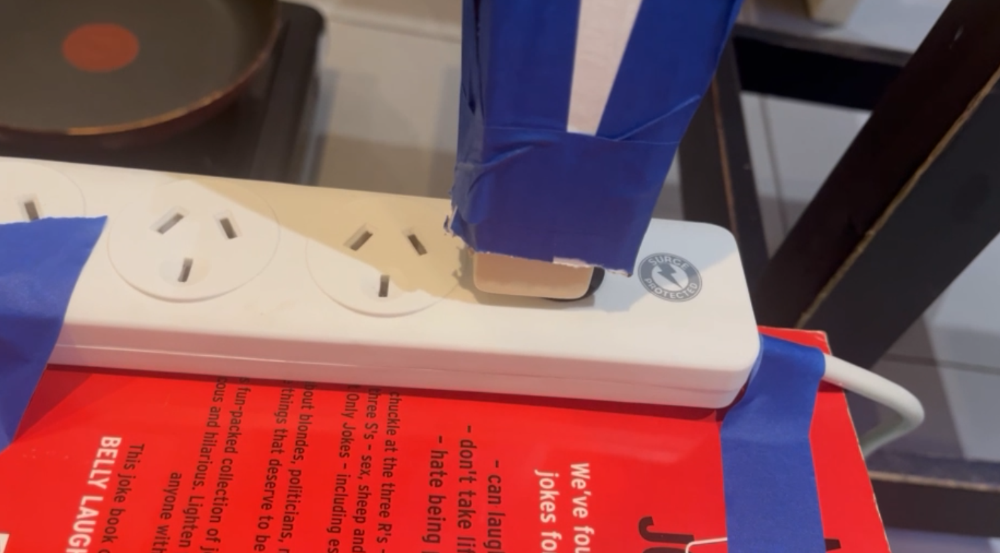 SURGE
PROTECTED
We've fou
jokes fo
- can laugh
- don't take lif
- hate being
chuckle at the three R's –
three S's – sex, sheep and
Only Jokes – including es
bout blondes, politicians,
things that deserve to be
fun-packed collection of j
ous and hilarious. Lighten
anyone with
This joke book
BELLY LAUGH